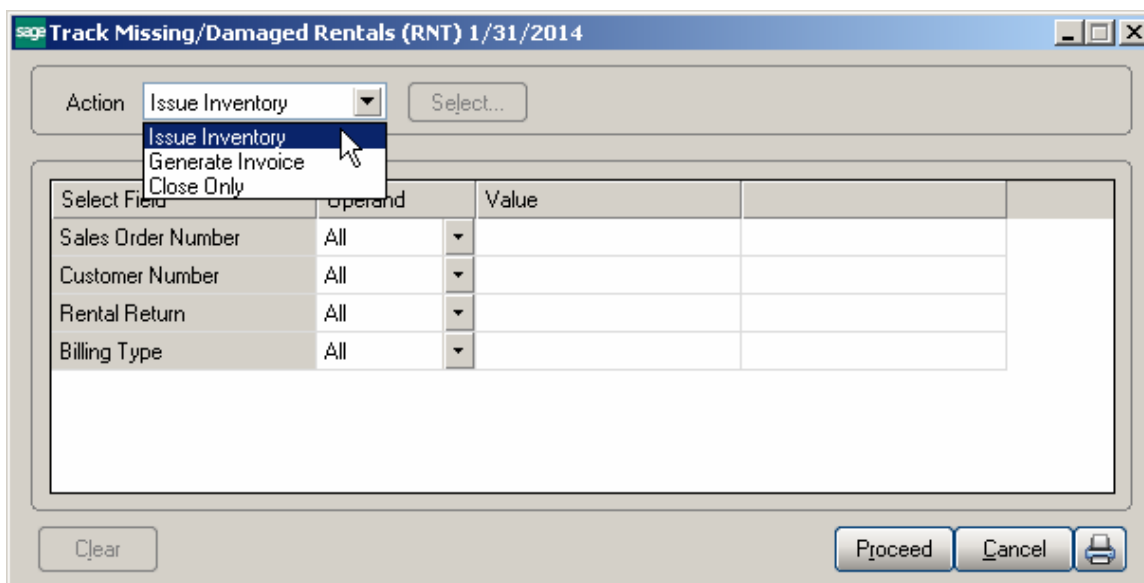 sage Track Missing/Damaged Rentals (RNT) 1/31/2014
Action Issue Inventory Select...
Issue Inventory
Generate Invoice
Close Only
Select Field Operand Value
Sales Order Number All
Customer Number All
Rental Return All
Billing Type All
Clear Proceed Cancel